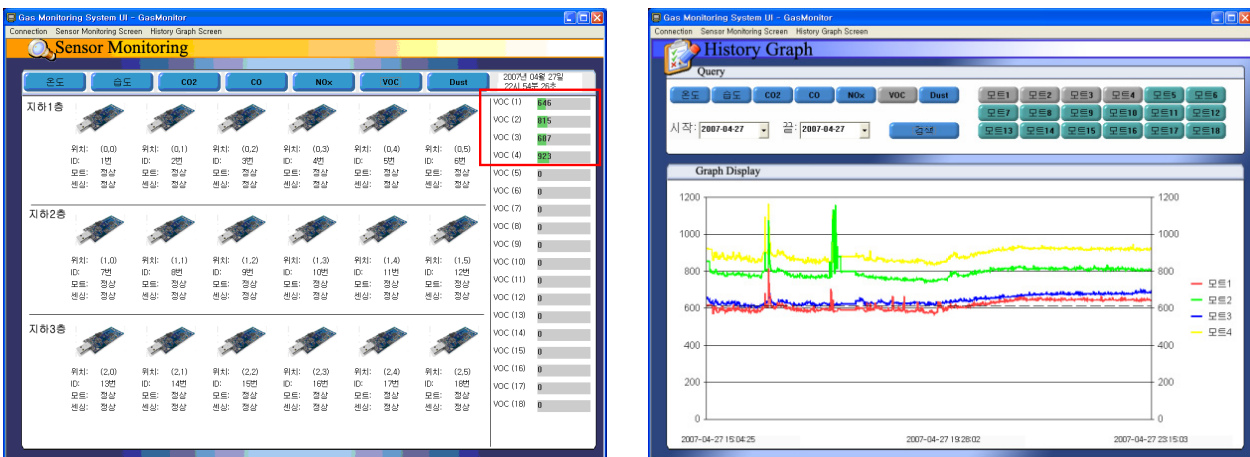 Gas Monitoring System UI - GasMonitor
Connection Sensor Monitoring Screen History Graph Screen
Sensor Monitoring
온도 습도 CO2 CO NOx VOC Dust
2007년 04월 27일
22시 54분 26초
지하1층
위치: (0,0) 위치: (0,1) 위치: (0,2) 위치: (0,3) 위치: (0,4) 위치: (0,5)
ID: 1번 ID: 2번 ID: 3번 ID: 4번 ID: 5번 ID: 6번
모트: 정상 모트: 정상 모트: 정상 모트: 정상 모트: 정상 모트: 정상
센싱: 정상 센싱: 정상 센싱: 정상 센싱: 정상 센싱: 정상 센싱: 정상
지하2층
위치: (1,0) 위치: (1,1) 위치: (1,2) 위치: (1,3) 위치: (1,4) 위치: (1,5)
ID: 7번 ID: 8번 ID: 9번 ID: 10번 ID: 11번 ID: 12번
모트: 정상 모트: 정상 모트: 정상 모트: 정상 모트: 정상 모트: 정상
센싱: 정상 센싱: 정상 센싱: 정상 센싱: 정상 센싱: 정상 센싱: 정상
지하3층
위치: (2,0) 위치: (2,1) 위치: (2,2) 위치: (2,3) 위치: (2,4) 위치: (2,5)
ID: 13번 ID: 14번 ID: 15번 ID: 16번 ID: 17번 ID: 18번
모트: 정상 모트: 정상 모트: 정상 모트: 정상 모트: 정상 모트: 정상
센싱: 정상 센싱: 정상 센싱: 정상 센싱: 정상 센싱: 정상 센싱: 정상
VOC (1) 646
VOC (2) 815
VOC (3) 687
VOC (4) 923
VOC (5) 0
VOC (6) 0
VOC (7) 0
VOC (8) 0
VOC (9) 0
VOC (10) 0
VOC (11) 0
VOC (12) 0
VOC (13) 0
VOC (14) 0
VOC (15) 0
VOC (16) 0
VOC (17) 0
VOC (18) 0
Gas Monitoring System UI - GasMonitor
Connection Sensor Monitoring Screen History Graph Screen
History Graph
Query
온도 습도 CO2 CO NOx VOC Dust
모트1 모트2 모트3 모트4 모트5 모트6
모트7 모트8 모트9 모트10 모트11 모트12
모트13 모트14 모트15 모트16 모트17 모트18
시작: 2007-04-27 끝: 2007-04-27 검색
Graph Display
1200 1200
1000 1000
800 800
600 600
400 400
200 200
0 0
모트1
모트2
모트3
모트4
2007-04-27 15:04:25 2007-04-27 19:28:02 2007-04-27 23:15:03